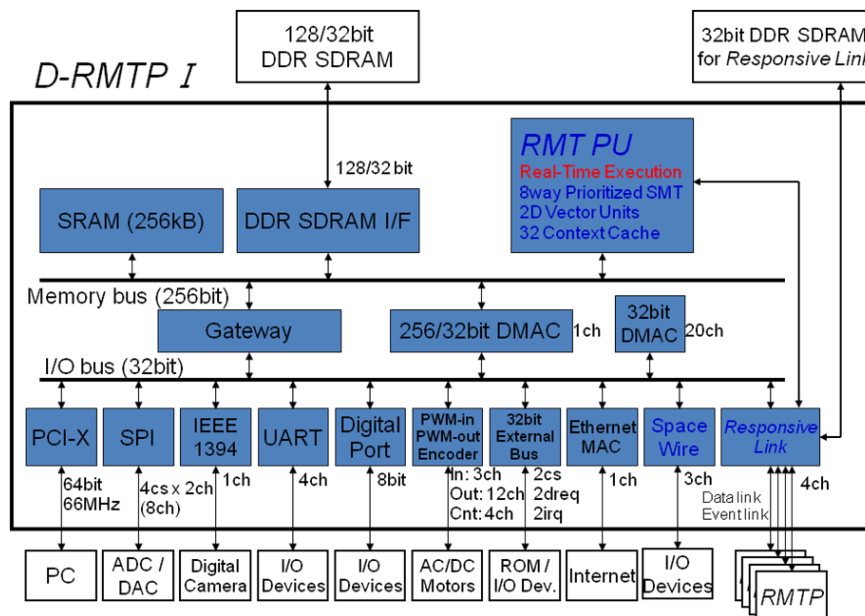 128/32bit
DDR SDRAM
32bit DDR SDRAM
for Responsive Link
D-RMTP I
128/32 bit
RMT PU
Real-Time Execution
8way Prioritized SMT
2D Vector Units
32 Context Cache
SRAM (256kB)
DDR SDRAM I/F
Memory bus (256bit)
Gateway
256/32bit DMAC
1ch
32bit
DMAC
20ch
I/O bus (32bit)
PCI-X
SPI
IEEE
1394
UART
Digital
Port
PWM-in
PWM-out
Encoder
32bit
External
Bus
Ethernet
MAC
Space
Wire
Responsive
Link
64bit
66MHz
4cs x 2ch
(8ch)
1ch
4ch
8bit
In: 3ch
Out: 12ch
Cnt: 4ch
2cs
2dreq
2irq
1ch
3ch
4ch
Data link
Event link
PC
ADC /
DAC
Digital
Camera
I/O
Devices
I/O
Devices
AC/DC
Motors
ROM /
I/O Dev.
Internet
I/O
Devices
RMTP